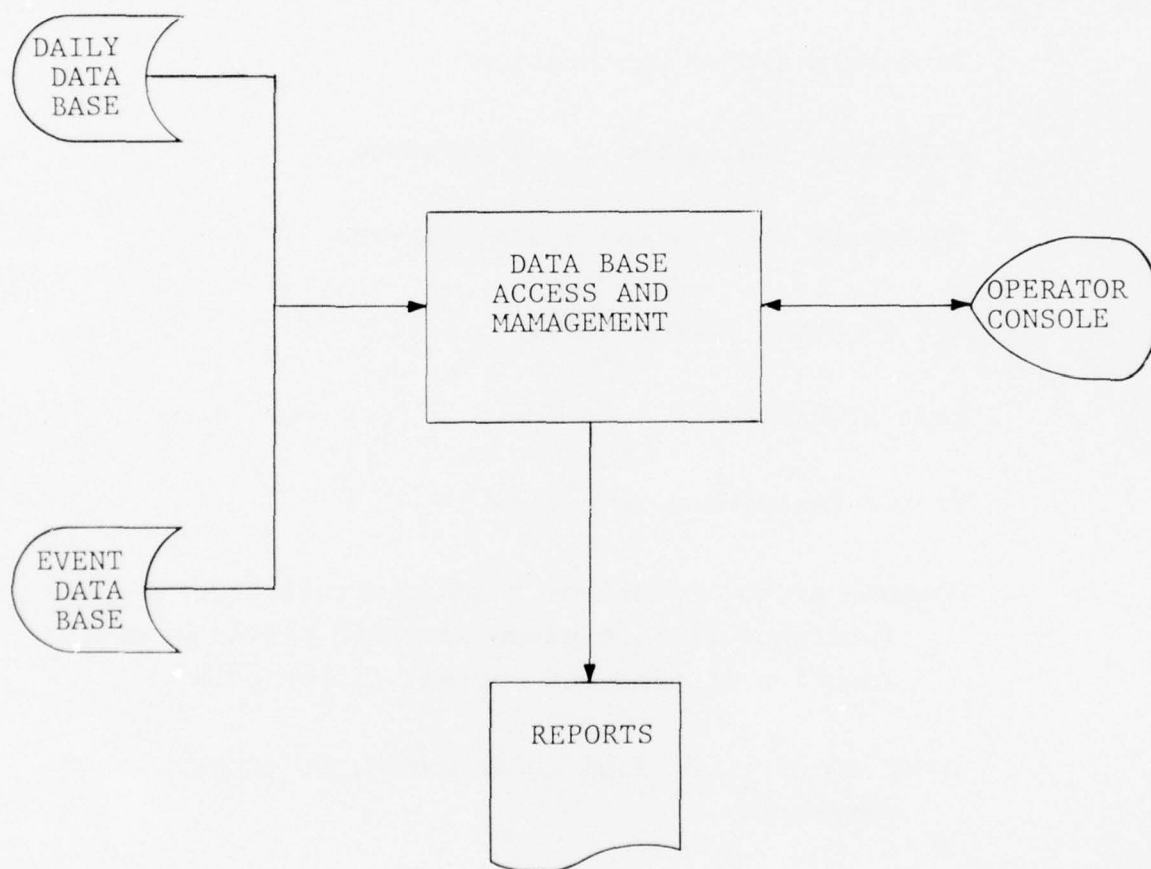 DAILY
DATA
BASE
DATA BASE
ACCESS AND
MAMAGEMENT
OPERATOR
CONSOLE
EVENT
DATA
BASE
REPORTS